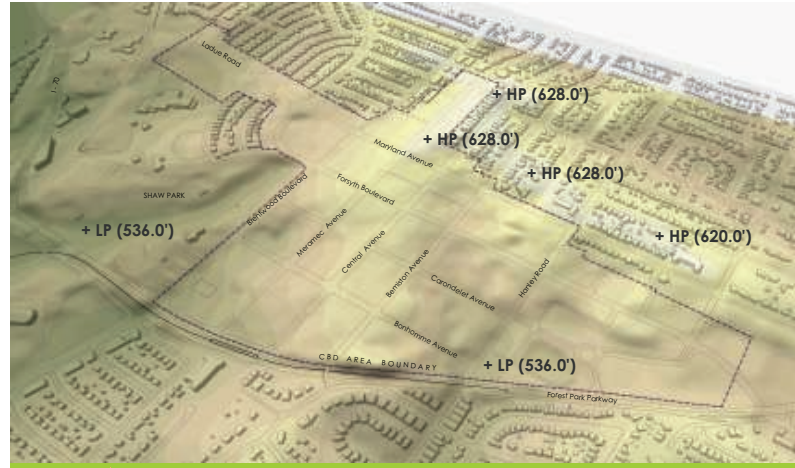 Ladue Road
I - 70
+ HP (628.0')
+ HP (628.0')
Maryland Avenue
+ HP (628.0')
SHAW PARK
Brentwood Boulevard
Forsyth Boulevard
+ LP (536.0')
Meramec Avenue
Central Avenue
+ HP (620.0')
Bemiston Avenue
Carondelet Avenue
Hanley Road
Bonhomme Avenue
CBD AREA BOUNDARY
+ LP (536.0')
Forest Park Parkway